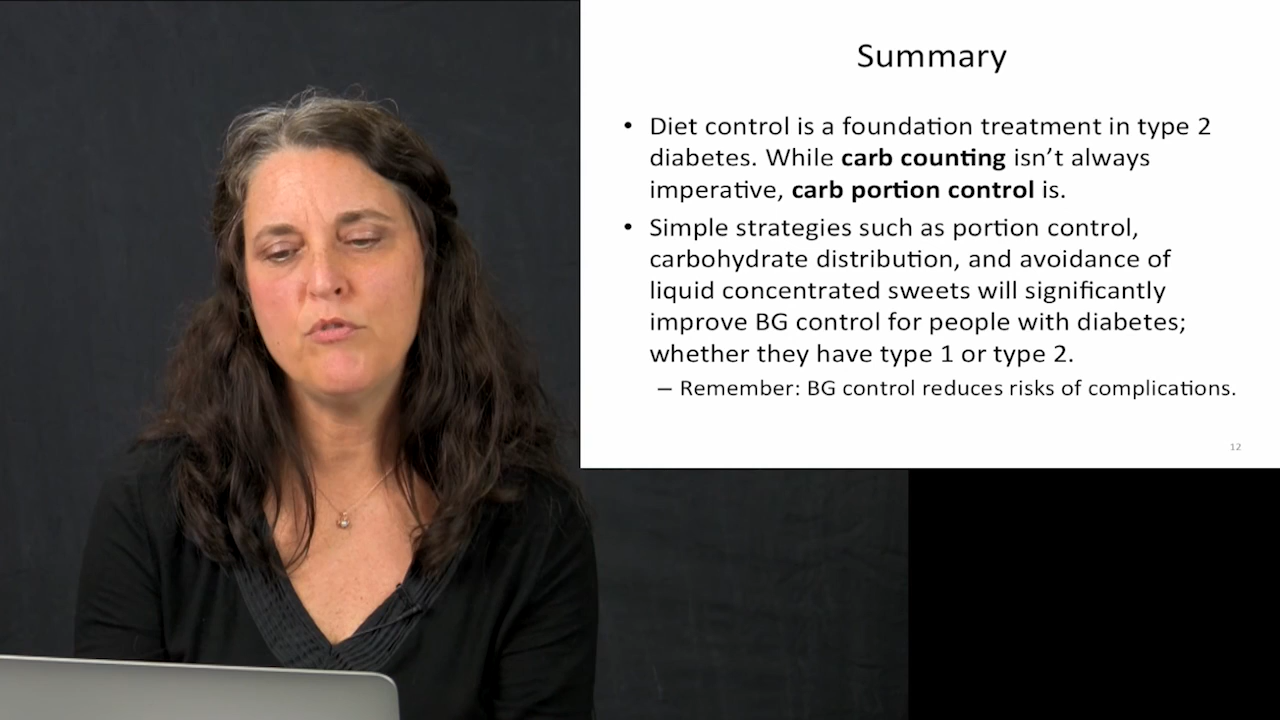 Summary
• Diet control is a foundation treatment in type 2
diabetes. While carb counting isn’t always
imperative, carb portion control is.
• Simple strategies such as portion control,
carbohydrate distribution, and avoidance of
liquid concentrated sweets will significantly
improve BG control for people with diabetes;
whether they have type 1 or type 2.
– Remember: BG control reduces risks of complications.
12